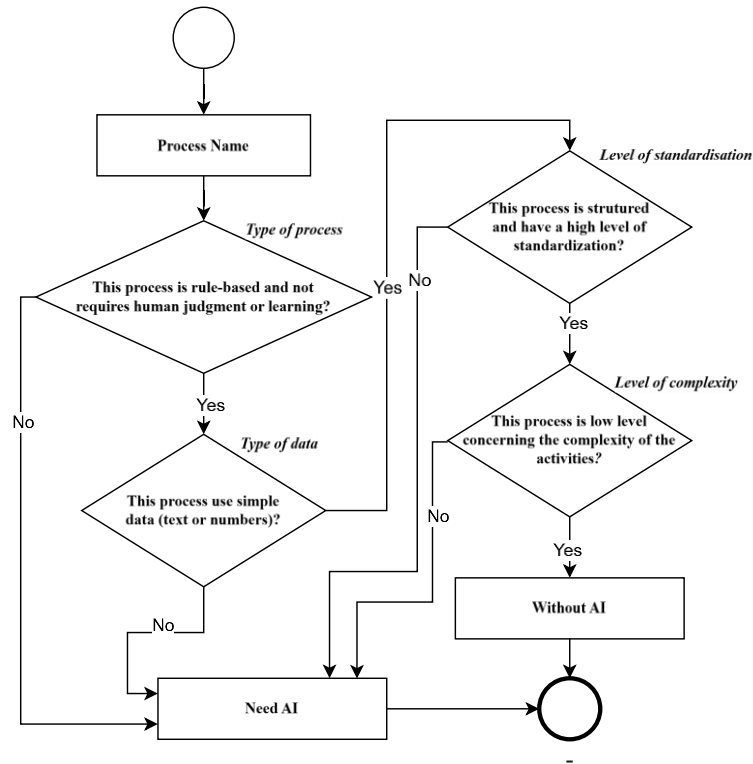 Process Name
Type of process
This process is rule-based and not
requires human judgment or learning?
No
Yes
Type of data
This process use simple
data (text or numbers)?
No
Yes
Level of standardisation
This process is strutured
and have a high level of
standardization?
No
Yes
Level of complexity
This process is low level
concerning the complexity of the
activities?
No
Yes
Without AI
Need AI
-